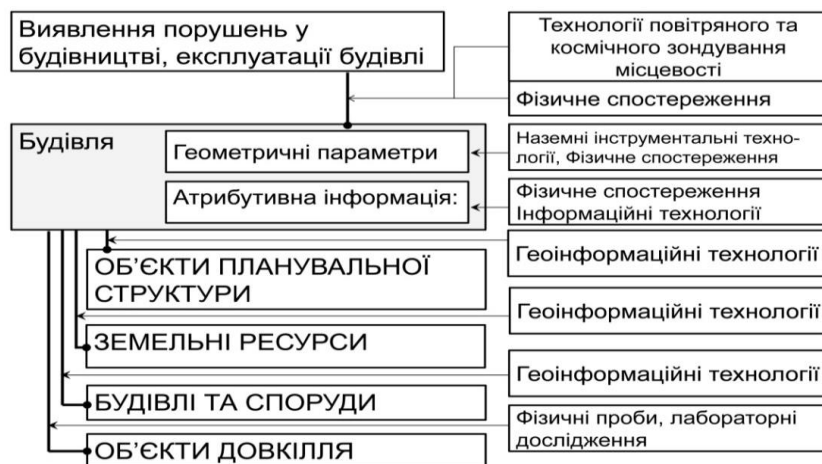 Виявлення порушень у
будівництві, експлуатації будівлі
Технології повітряного та
космічного зондування
місцевості
Фізичне спостереження
Будівля
Геометричні параметри
Наземні інструментальні техно-
логії, Фізичне спостереження
Атрибутивна інформація:
Фізичне спостереження
Інформаційні технології
ОБ’ЄКТИ ПЛАНУВАЛЬНОЇ
СТРУКТУРИ
Геоінформаційні технології
ЗЕМЕЛЬНІ РЕСУРСИ
Геоінформаційні технології
БУДІВЛІ ТА СПОРУДИ
Геоінформаційні технології
ОБ’ЄКТИ ДОВКІЛЛЯ
Фізичні проби, лабораторні
дослідження